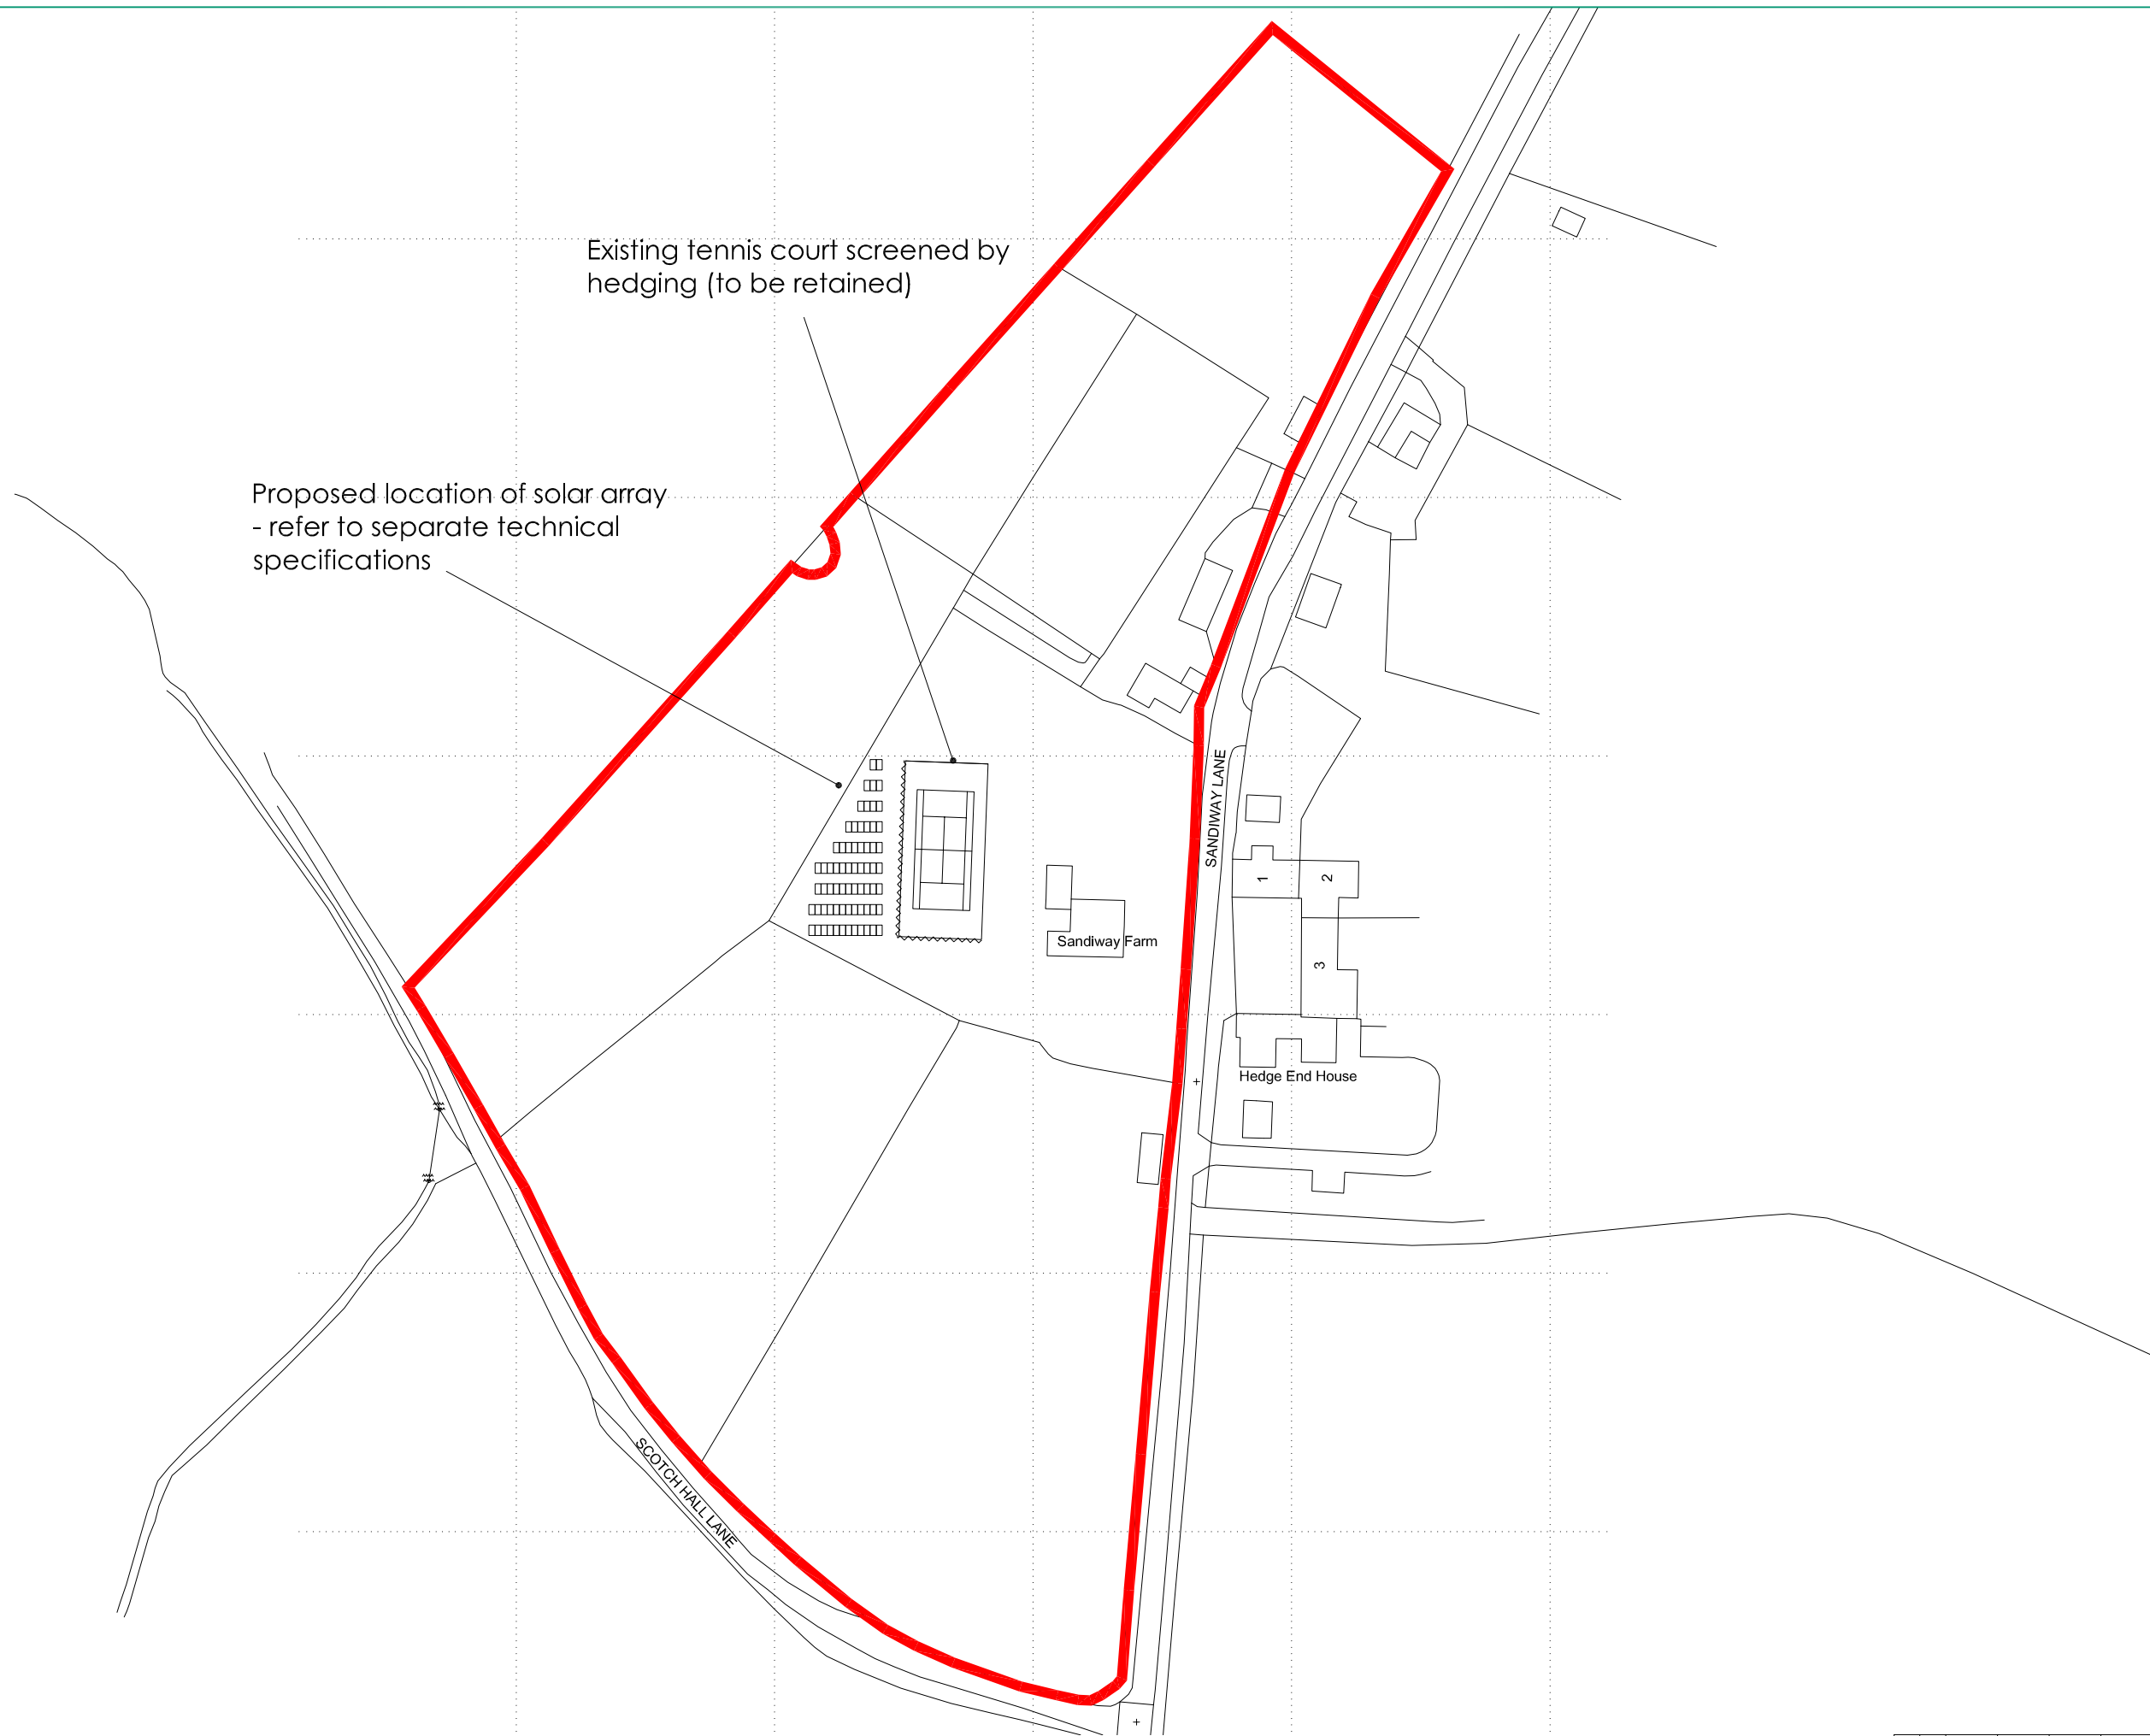 Existing tennis court screened by
hedging (to be retained)
Proposed location of solar array
- refer to separate technical
specifications
SANDIWAY LANE
1
2
Sandiway Farm
3
Hedge End House
SCOTCH HALL LANE